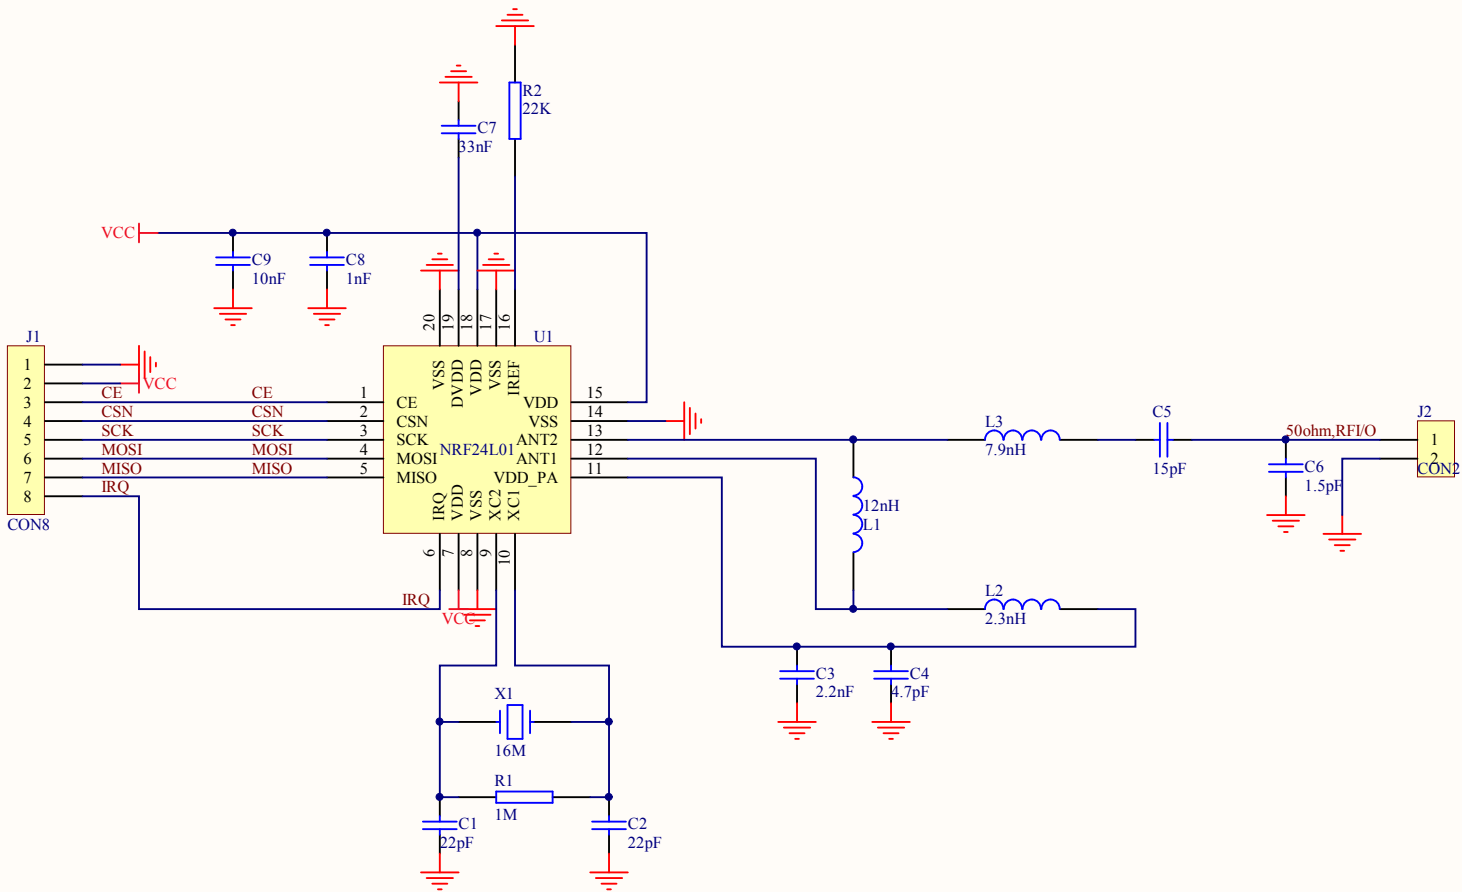 R2
22K
C7
33nF
VCC
C9
10nF
C8
1nF
20
19
18
17
16
J1
U1
1
2
3
4
5
6
7
8
CON8
VCC
CE
CSN
SCK
MOSI
MISO
IRQ
CE
CSN
SCK
MOSI
MISO
1
2
3
4
5
VSS
DVDD
VDD
VSS
IREF
CE
CSN
SCK
MOSI
MISO
NRF24L01
VDD
VSS
ANT2
ANT1
VDD_PA
IRQ
VDD
VSS
XC2
XC1
15
14
13
12
11
6
7
8
9
10
IRQ
VCC
L3
7.9nH
C5
15pF
50ohm,RFI/O
J2
1
2
CON2
C6
1.5pF
12nH
L1
L2
2.3nH
C3
2.2nF
C4
4.7pF
X1
16M
R1
1M
C1
22pF
C2
22pF